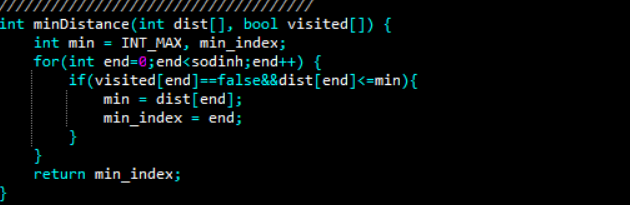 /////////////////////////////////////
int minDistance(int dist[], bool visited[]) {
    int min = INT_MAX, min_index;
    for(int end=0;end<sodinh;end++) {
        if(visited[end]==false&&dist[end]<=min){
            min = dist[end];
            min_index = end;
        }
    }
    return min_index;
}